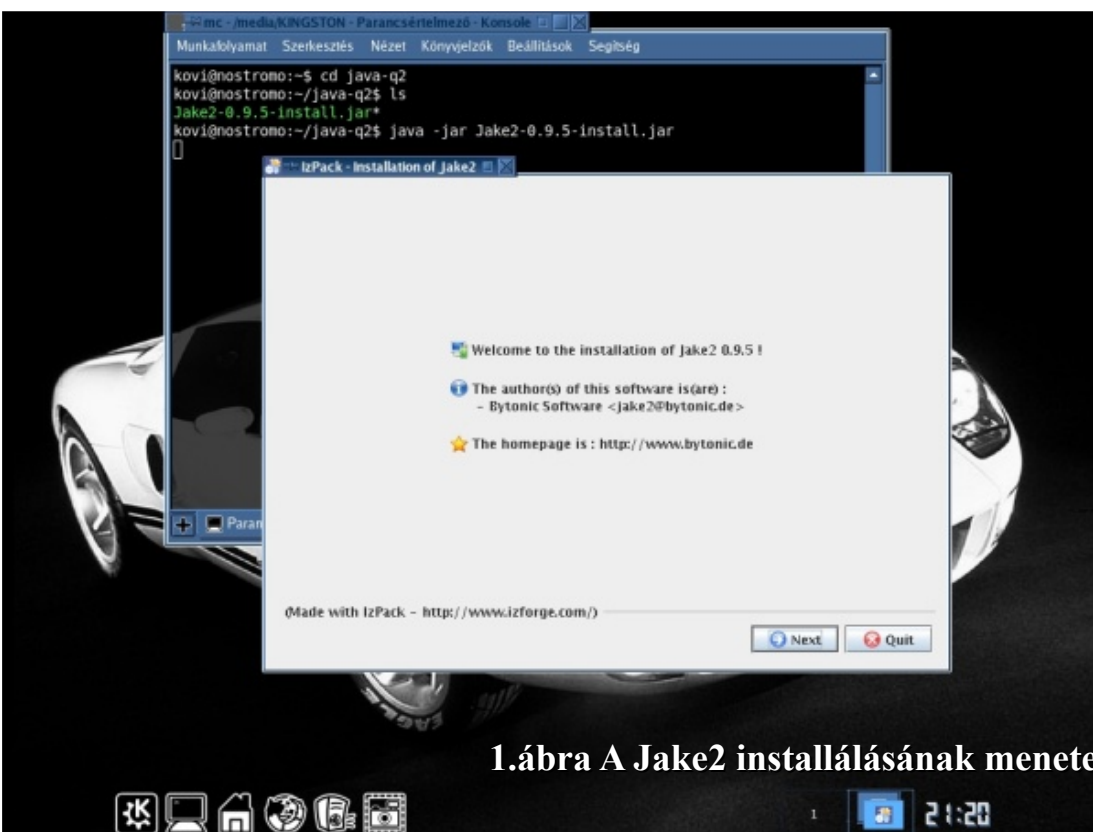 mc - /media/KINGSTON - Parancsértelmező - Konsole
Munkafolyamat Szerkesztés Nézet Könyvjelzők Beállítások Segítség
kovi@nostromo:~$ cd java-q2
kovi@nostromo:~/java-q2$ ls
Jake2-0.9.5-install.jar*
kovi@nostromo:~/java-q2$ java -jar Jake2-0.9.5-install.jar
IzPack - Installation of Jake2
Welcome to the installation of Jake2 0.9.5 !
The author(s) of this software is(are) :
- Bytonic Software <jake2@bytonic.de>
The homepage is : http://www.bytonic.de
Paran
(Made with IzPack - http://www.izforge.com/)
Next Quit
EAGLE
1.ábra A Jake2 installálásának menete
1 21:20